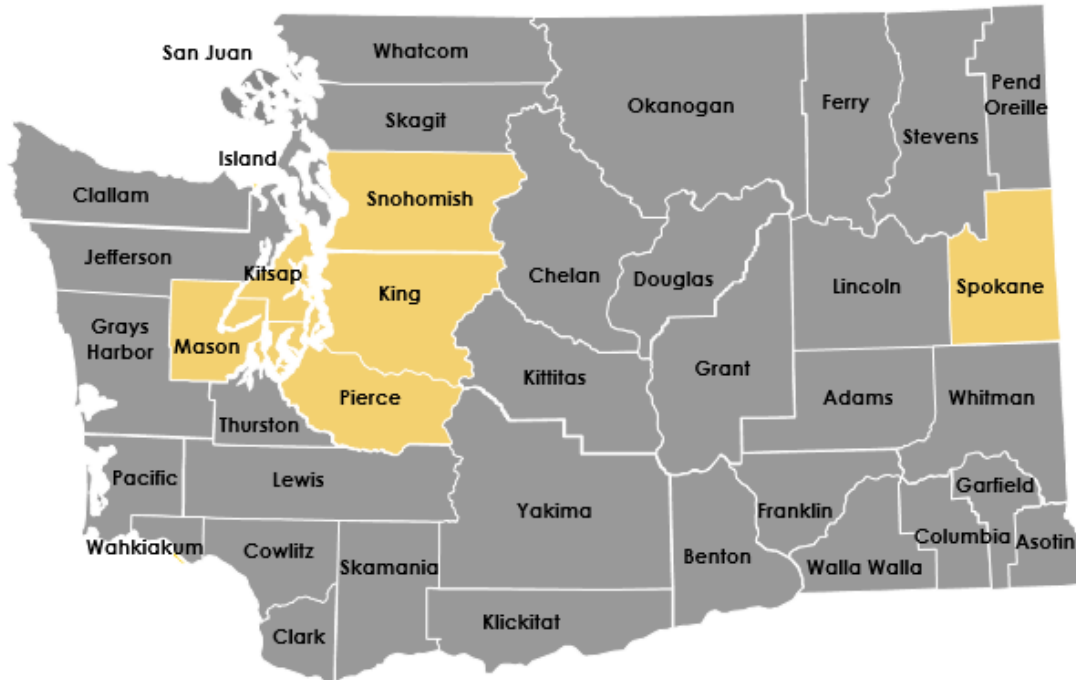 San Juan
Whatcom
Skagit
Okanogan
Ferry
Stevens
Pend
Oreille
Island
Clallam
Snohomish
Jefferson
Kitsap
King
Chelan
Douglas
Lincoln
Spokane
Grays
Harbor
Mason
Kittitas
Grant
Pierce
Adams
Whitman
Thurston
Pacific
Lewis
Yakima
Franklin
Garfield
Wahkiakum
Cowlitz
Skamania
Benton
Walla Walla
Columbia
Asotin
Clark
Klickitat